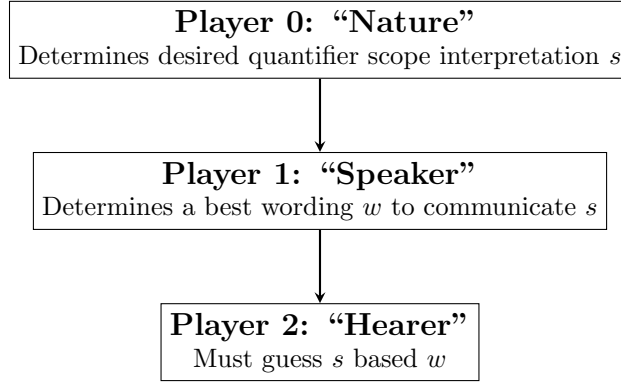 Player 0: “Nature”
Determines desired quantifier scope interpretation s
Player 1: “Speaker”
Determines a best wording w to communicate s
Player 2: “Hearer”
Must guess s based w